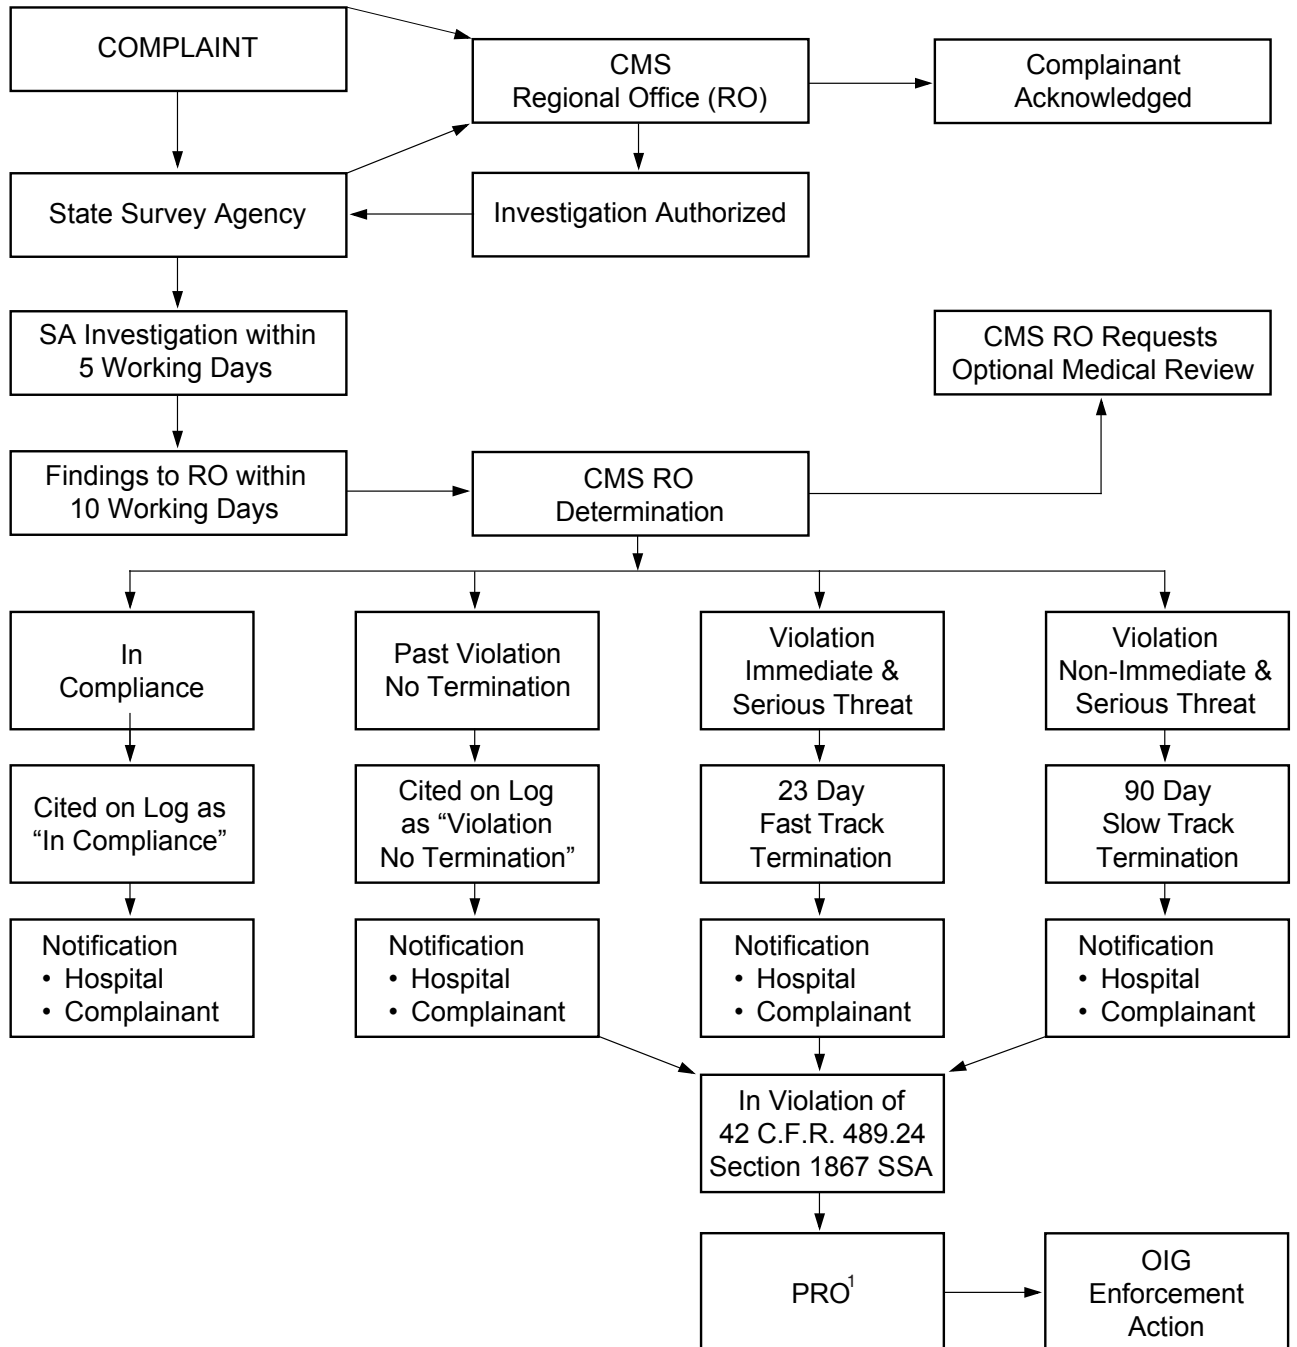 COMPLAINT
CMS
Regional Office (RO)
Complainant
Acknowledged
State Survey Agency
Investigation Authorized
SA Investigation within
5 Working Days
CMS RO Requests
Optional Medical Review
Findings to RO within
10 Working Days
CMS RO
Determination
In
Compliance
Past Violation
No Termination
Violation
Immediate &
Serious Threat
Violation
Non-Immediate &
Serious Threat
Cited on Log as
“In Compliance”
Cited on Log
as “Violation
No Termination”
23 Day
Fast Track
Termination
90 Day
Slow Track
Termination
Notification
• Hospital
• Complainant
Notification
• Hospital
• Complainant
Notification
• Hospital
• Complainant
Notification
• Hospital
• Complainant
In Violation of
42 C.F.R. 489.24
Section 1867 SSA
PRO¹
OIG
Enforcement
Action